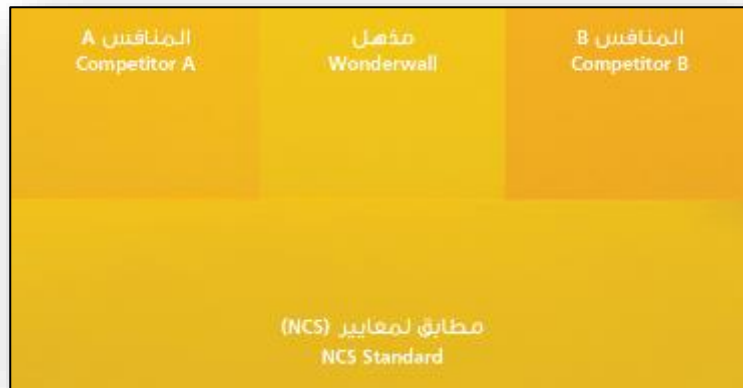 المنافس A
Competitor A
مذهل
Wonderwall
المنافس B
Competitor B
مطابق لمعايير (NCS)
NCS Standard